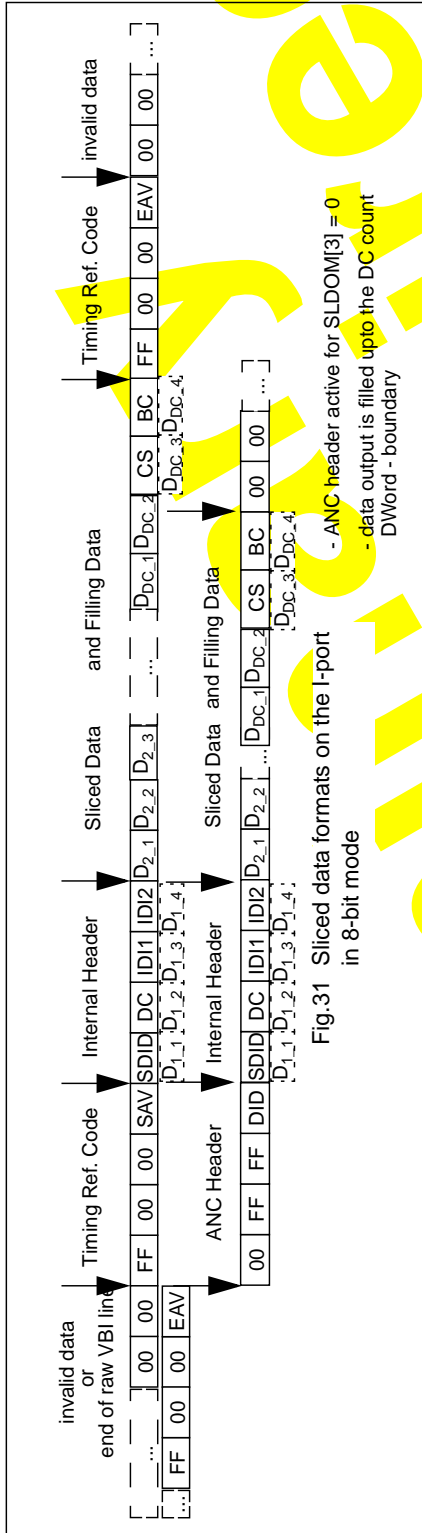 invalid data
or
end of raw VBI line
Timing Ref. Code
Internal Header
Sliced Data
and Filling Data
Timing Ref. Code
invalid data
... 00 00 FF 00 00 SAV SDID DC IDI1 IDI2 D2_1 D2_2 D2_3 ... DDC_1 DDC_2 CS BC FF 00 00 EAV 00 00 ...
... FF 00 00 EAV
D1_1 D1_2 D1_3 D1_4
DDC_3 DDC_4
ANC Header
Internal Header
Sliced Data
and Filling Data
00 FF FF DID SDID DC IDI1 IDI2 D2_1 D2_2 ... DDC_1 DDC_2 CS BC 00 00 ...
D1_1 D1_2 D1_3 D1_4
DDC_3 DDC_4
Fig.31 Sliced data formats on the I-port
in 8-bit mode
- ANC header active for SLDOM[3] = 0
- data output is filled upto the DC count
DWord - boundary